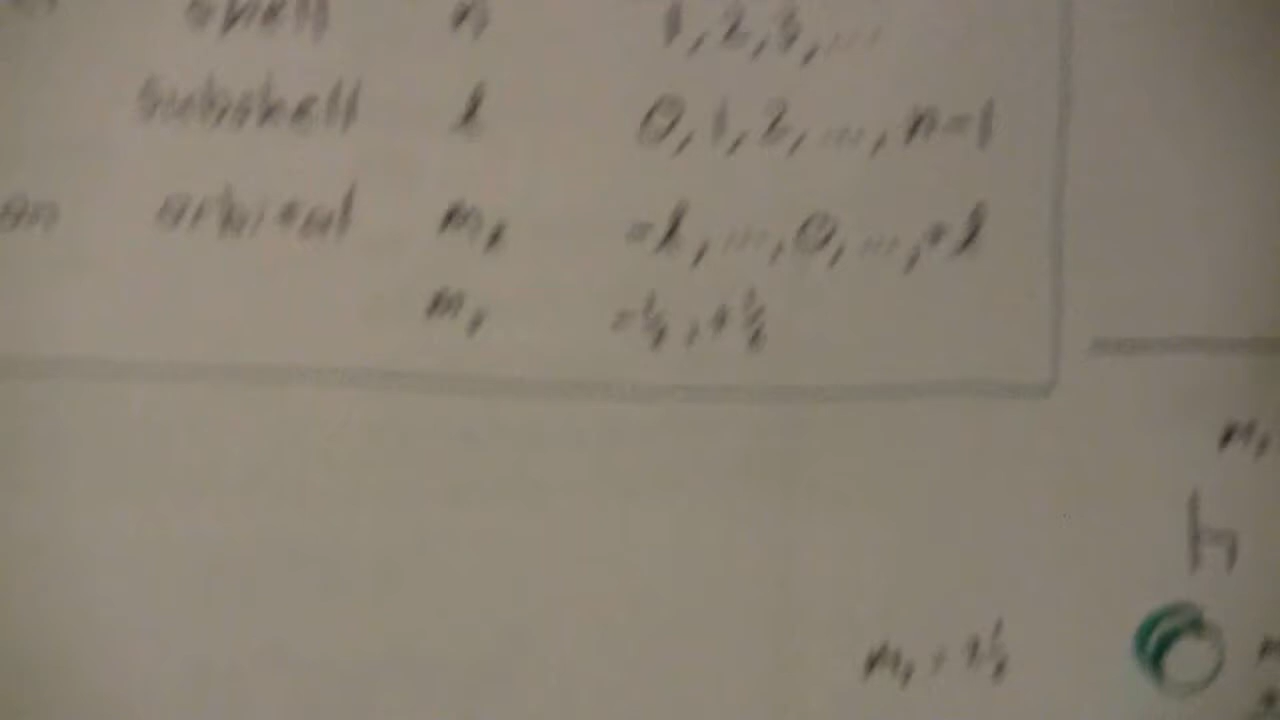 shell n 1, 2, 3, ...
subshell l 0, 1, 2, ..., n-1
orbital mₗ -l, ..., 0, ..., +l
mₛ -½, +½
mₛ = +½
h